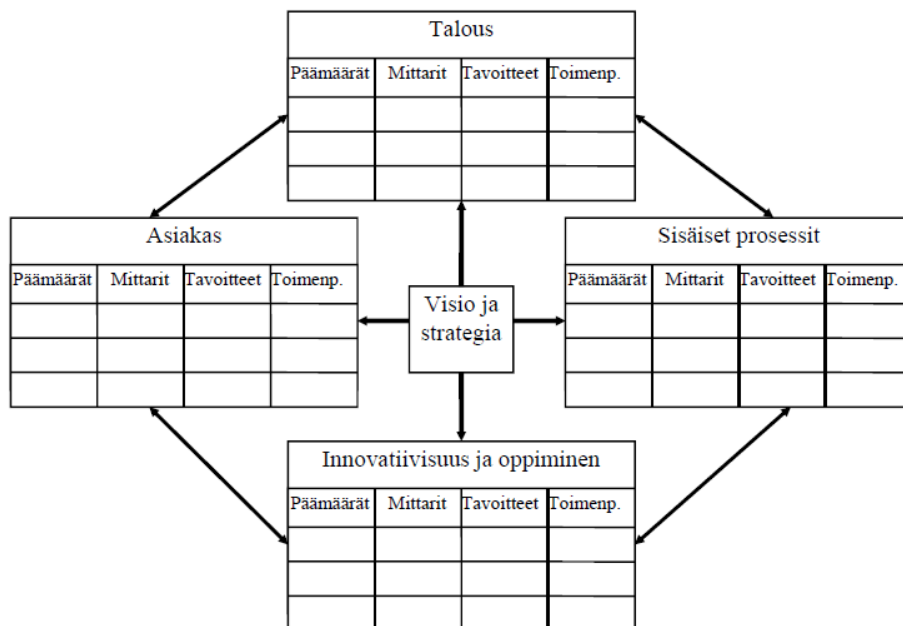 Talous
Päämäärät Mittarit Tavoitteet Toimenp.
Asiakas
Päämäärät Mittarit Tavoitteet Toimenp.
Visio ja
strategia
Sisäiset prosessit
Päämäärät Mittarit Tavoitteet Toimenp.
Innovatiivisuus ja oppiminen
Päämäärät Mittarit Tavoitteet Toimenp.